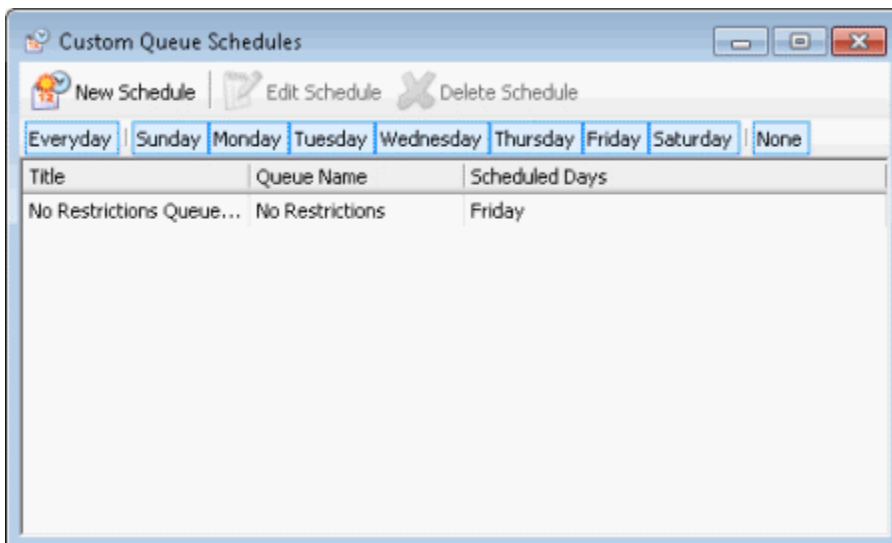 Custom Queue Schedules
New Schedule Edit Schedule Delete Schedule
Everyday Sunday Monday Tuesday Wednesday Thursday Friday Saturday None
Title Queue Name Scheduled Days
No Restrictions Queue... No Restrictions Friday